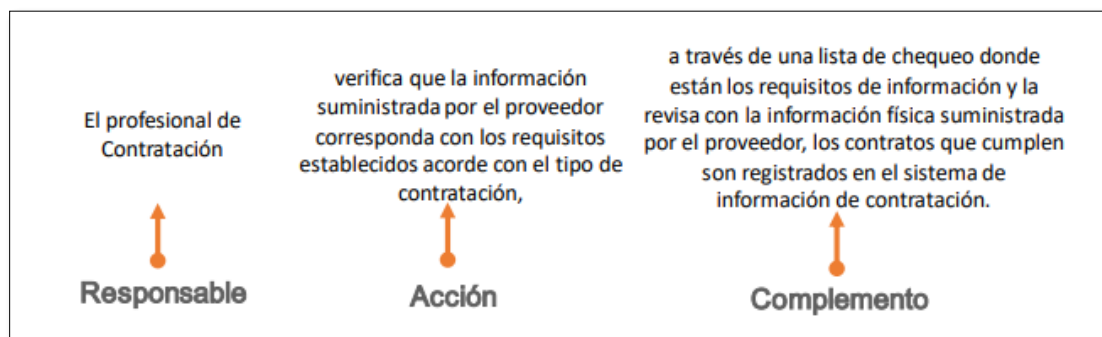 El profesional de
Contratación
verifica que la información
suministrada por el proveedor
corresponda con los requisitos
establecidos acorde con el tipo de
contratación,
a través de una lista de chequeo donde
están los requisitos de información y la
revisa con la información física suministrada
por el proveedor, los contratos que cumplen
son registrados en el sistema de
información de contratación.
Responsable
Acción
Complemento